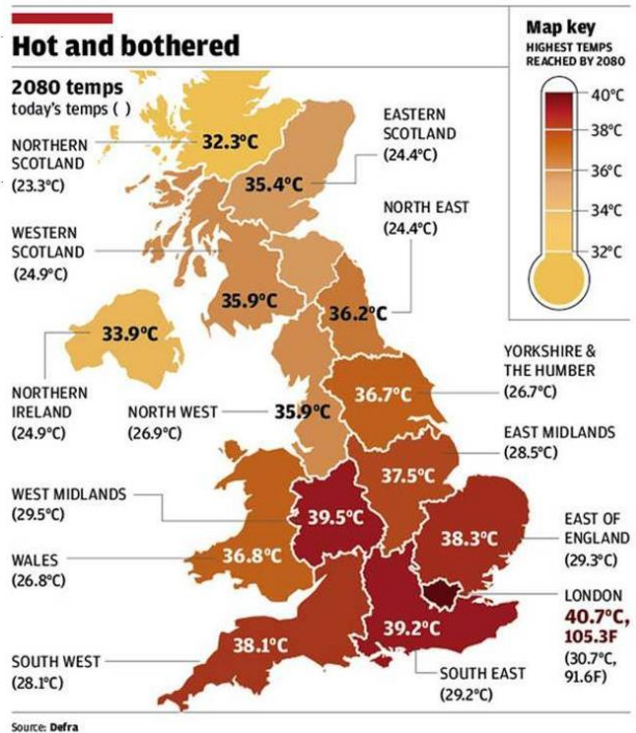 Hot and bothered
2080 temps
today's temps ( )
Map key
HIGHEST TEMPS
REACHED BY 2080
40°C
38°C
36°C
34°C
32°C
NORTHERN
SCOTLAND
(23.3°C)
32.3°C
EASTERN
SCOTLAND
(24.4°C)
35.4°C
WESTERN
SCOTLAND
(24.9°C)
35.9°C
NORTH EAST
(24.4°C)
36.2°C
33.9°C
NORTHERN
IRELAND
(24.9°C)
NORTH WEST
(26.9°C)
35.9°C
YORKSHIRE &
THE HUMBER
(26.7°C)
36.7°C
EAST MIDLANDS
(28.5°C)
37.5°C
WEST MIDLANDS
(29.5°C)
39.5°C
WALES
(26.8°C)
36.8°C
EAST OF
ENGLAND
(29.3°C)
38.3°C
LONDON
40.7°C,
105.3F
(30.7°C,
91.6F)
SOUTH WEST
(28.1°C)
38.1°C
39.2°C
SOUTH EAST
(29.2°C)
Source: Defra